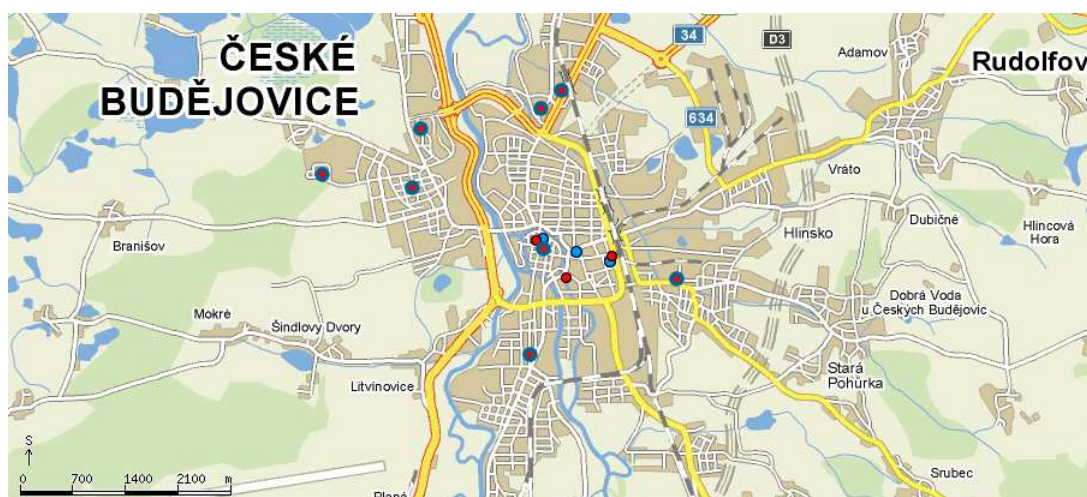 ČESKÉ
BUDĚJOVICE
34
D3
Adamov
Rudolfov
634
Vráto
Branišov
Hlinsko
Dubičné
Hlincová
Hora
Mokré
Šindlovy Dvory
Dobrá Voda
u Českých Budějovic
Litvínovice
Stará
Pohůrka
S
0 700 1400 2100 m
Srubec
Planá